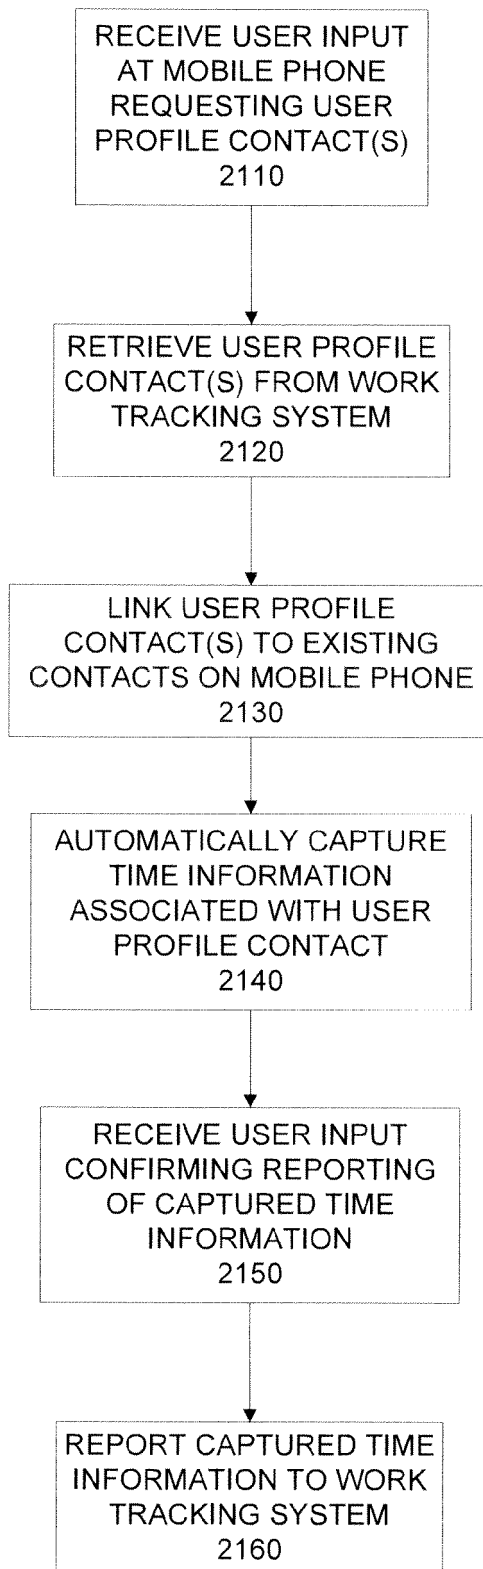 RECEIVE USER INPUT
AT MOBILE PHONE
REQUESTING USER
PROFILE CONTACT(S)
2110
RETRIEVE USER PROFILE
CONTACT(S) FROM WORK
TRACKING SYSTEM
2120
LINK USER PROFILE
CONTACT(S) TO EXISTING
CONTACTS ON MOBILE PHONE
2130
AUTOMATICALLY CAPTURE
TIME INFORMATION
ASSOCIATED WITH USER
PROFILE CONTACT
2140
RECEIVE USER INPUT
CONFIRMING REPORTING
OF CAPTURED TIME
INFORMATION
2150
REPORT CAPTURED TIME
INFORMATION TO WORK
TRACKING SYSTEM
2160